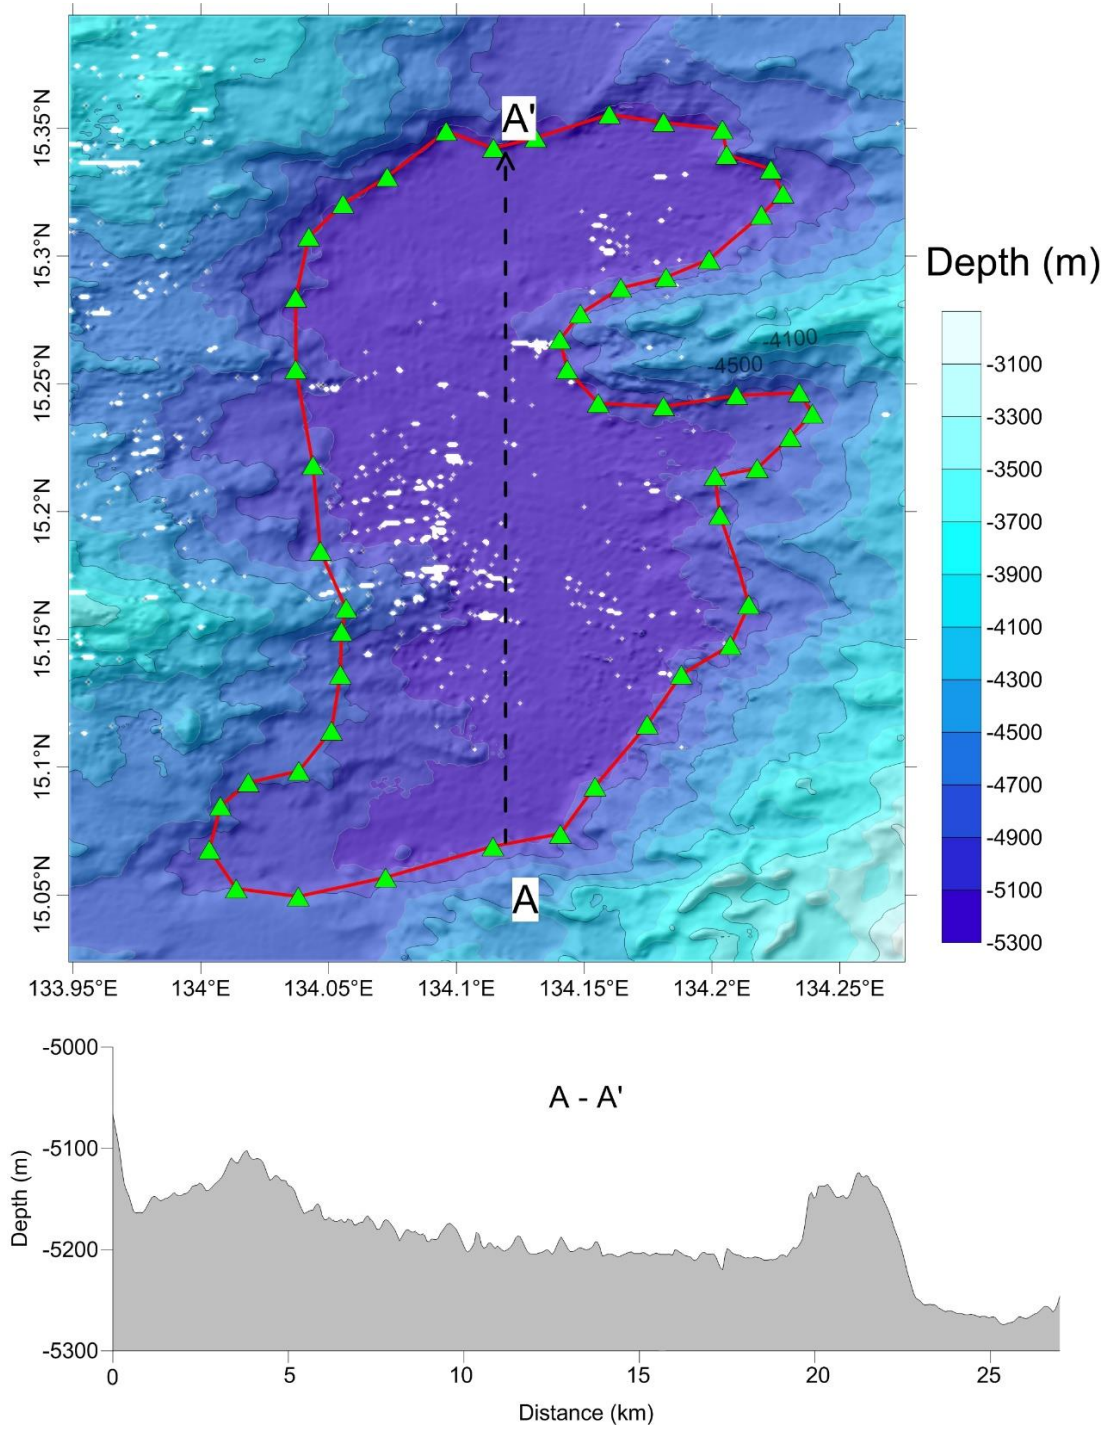 15.35°N
15.3°N
15.25°N
15.2°N
15.15°N
15.1°N
15.05°N
A'
-4100
-4500
A
133.95°E 134°E 134.05°E 134.1°E 134.15°E 134.2°E 134.25°E
Depth (m)
-3100
-3300
-3500
-3700
-3900
-4100
-4300
-4500
-4700
-4900
-5100
-5300
A - A'
Depth (m)
-5000
-5100
-5200
-5300
0 5 10 15 20 25
Distance (km)